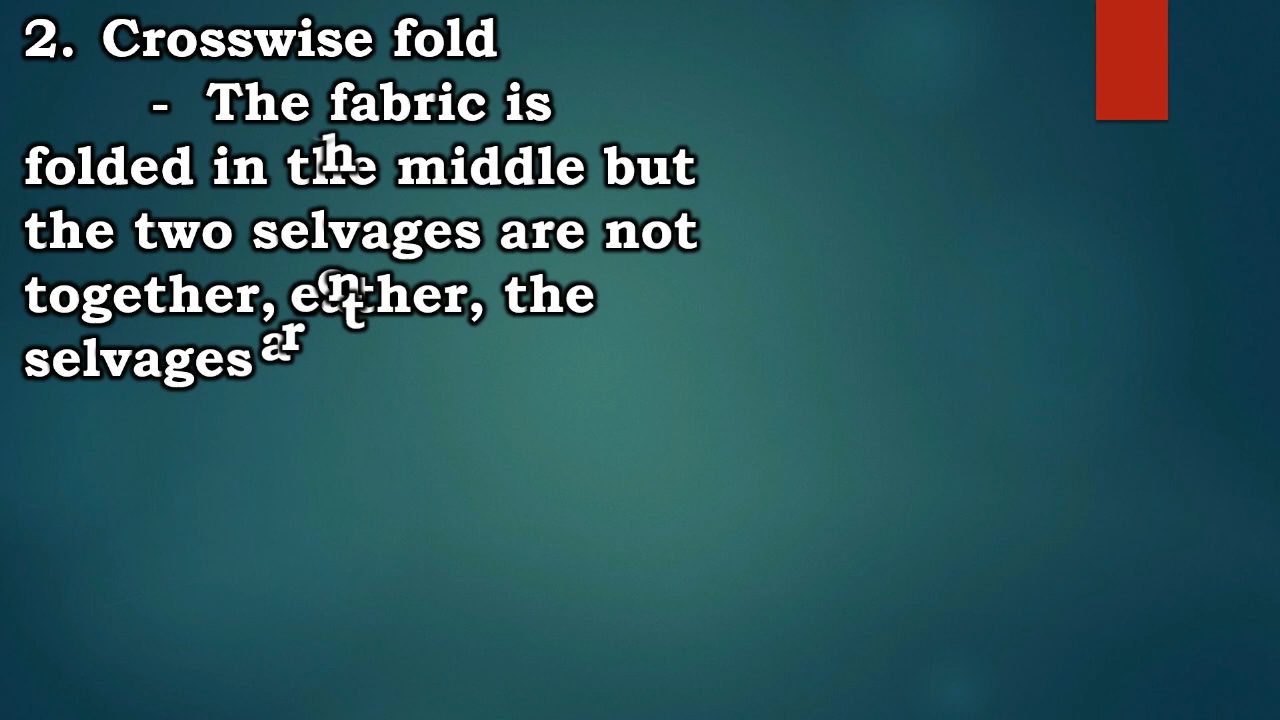 2. Crosswise fold
- The fabric is
folded in the middle but
the two selvages are not
together, the
selvages